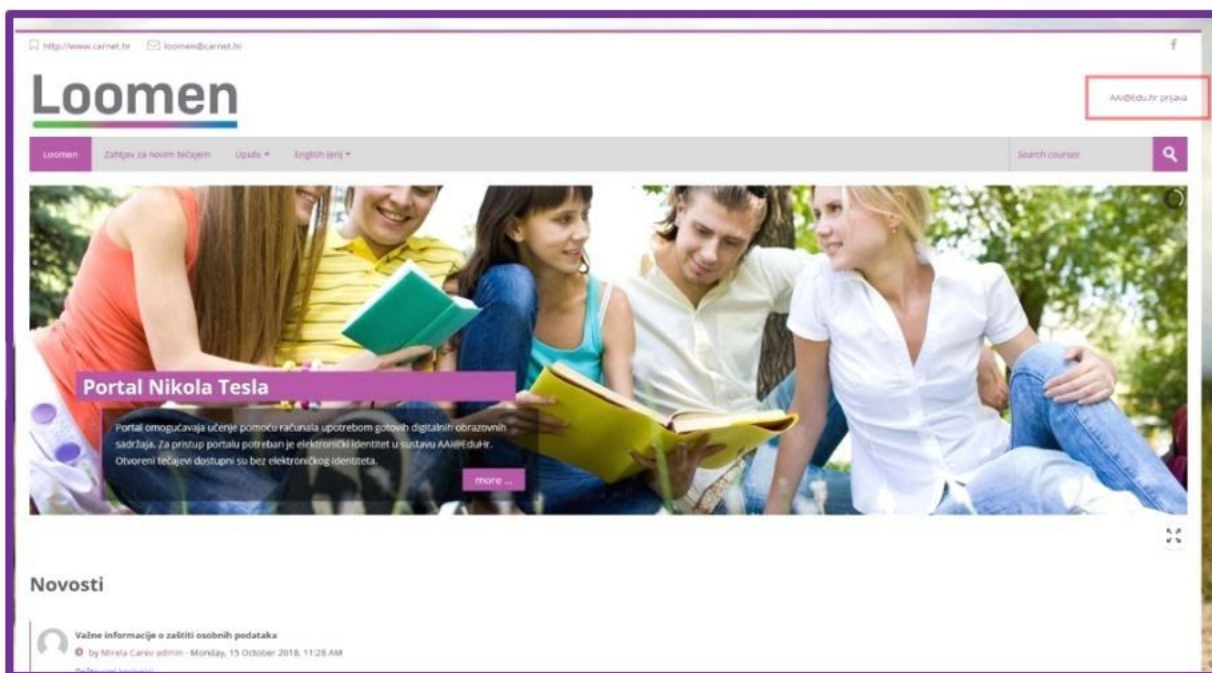 http://www.carnet.hr loomen@carnet.hr f
Loomen
AAI@Edu.hr prijava
Loomen Zahtjev za novim tečajem Upute English (en) Search courses
Portal Nikola Tesla
Portal omogućavaja učenje pomoću računala upotrebom gotovih digitalnih obrazovnih
sadržaja. Za pristup portalu potreban je elektronički identitet u sustavu AAI@EduHr.
Otvoreni tečajevi dostupni su bez elektroničkog identiteta.
more ...
Novosti
Važne informacije o zaštiti osobnih podataka
by Mirela Carev admin - Monday, 15 October 2018, 11:28 AM